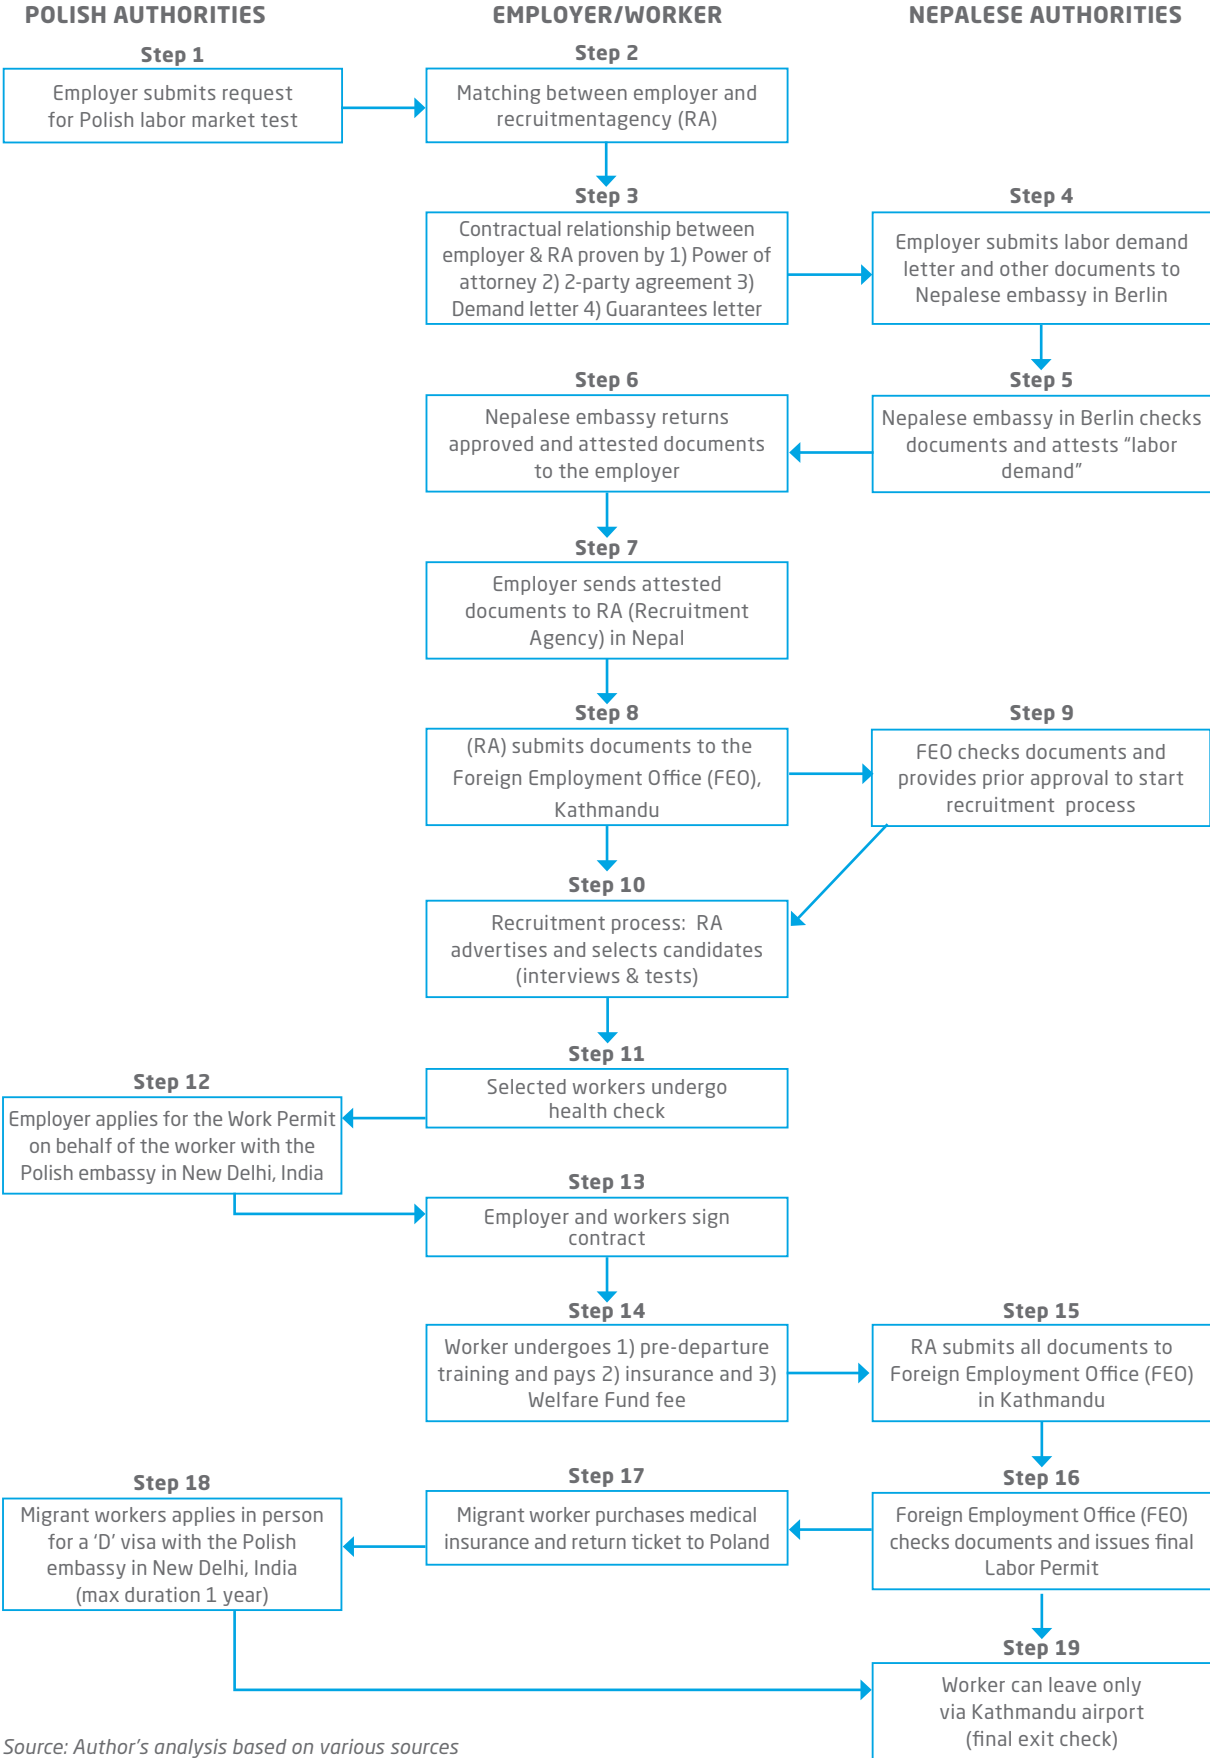 POLISH AUTHORITIES
EMPLOYER/WORKER
NEPALESE AUTHORITIES
Step 1
Employer submits request
for Polish labor market test
Step 2
Matching between employer and
recruitmentagency (RA)
Step 3
Contractual relationship between
employer & RA proven by 1) Power of
attorney 2) 2-party agreement 3)
Demand letter 4) Guarantees letter
Step 4
Employer submits labor demand
letter and other documents to
Nepalese embassy in Berlin
Step 5
Nepalese embassy in Berlin checks
documents and attests “labor
demand”
Step 6
Nepalese embassy returns
approved and attested documents
to the employer
Step 7
Employer sends attested
documents to RA (Recruitment
Agency) in Nepal
Step 8
(RA) submits documents to the
Foreign Employment Office (FEO),
Kathmandu
Step 9
FEO checks documents and
provides prior approval to start
recruitment process
Step 10
Recruitment process: RA
advertises and selects candidates
(interviews & tests)
Step 11
Selected workers undergo
health check
Step 12
Employer applies for the Work Permit
on behalf of the worker with the
Polish embassy in New Delhi, India
Step 13
Employer and workers sign
contract
Step 14
Worker undergoes 1) pre-departure
training and pays 2) insurance and 3)
Welfare Fund fee
Step 15
RA submits all documents to
Foreign Employment Office (FEO)
in Kathmandu
Step 16
Foreign Employment Office (FEO)
checks documents and issues final
Labor Permit
Step 17
Migrant worker purchases medical
insurance and return ticket to Poland
Step 18
Migrant workers applies in person
for a ‘D’ visa with the Polish
embassy in New Delhi, India
(max duration 1 year)
Step 19
Worker can leave only
via Kathmandu airport
(final exit check)
Source: Author’s analysis based on various sources